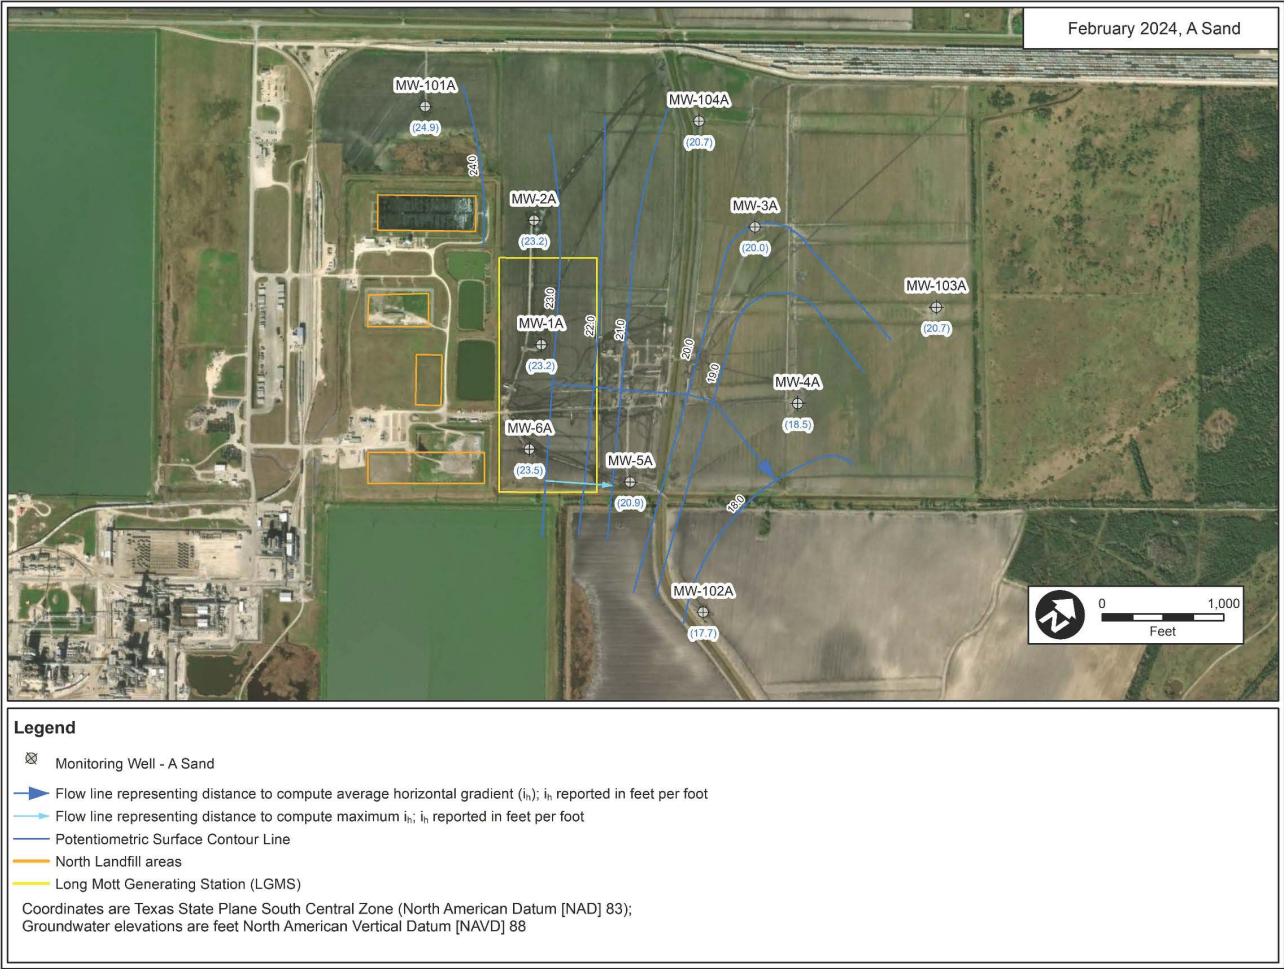 February 2024, A Sand
MW-101A
(24.9)
MW-104A
(20.7)
24.0
MW-2A
(23.2)
MW-3A
(20.0)
MW-103A
(20.7)
23.0
22.0
21.0
20.0
19.0
MW-1A
(23.2)
MW-4A
(18.5)
MW-6A
(23.5)
MW-5A
(20.9)
18.0
MW-102A
(17.7)
N
0 1,000
Feet
Legend
Monitoring Well - A Sand
Flow line representing distance to compute average horizontal gradient (iₕ); iₕ reported in feet per foot
Flow line representing distance to compute maximum iₕ; iₕ reported in feet per foot
Potentiometric Surface Contour Line
North Landfill areas
Long Mott Generating Station (LGMS)
Coordinates are Texas State Plane South Central Zone (North American Datum [NAD] 83);
Groundwater elevations are feet North American Vertical Datum [NAVD] 88